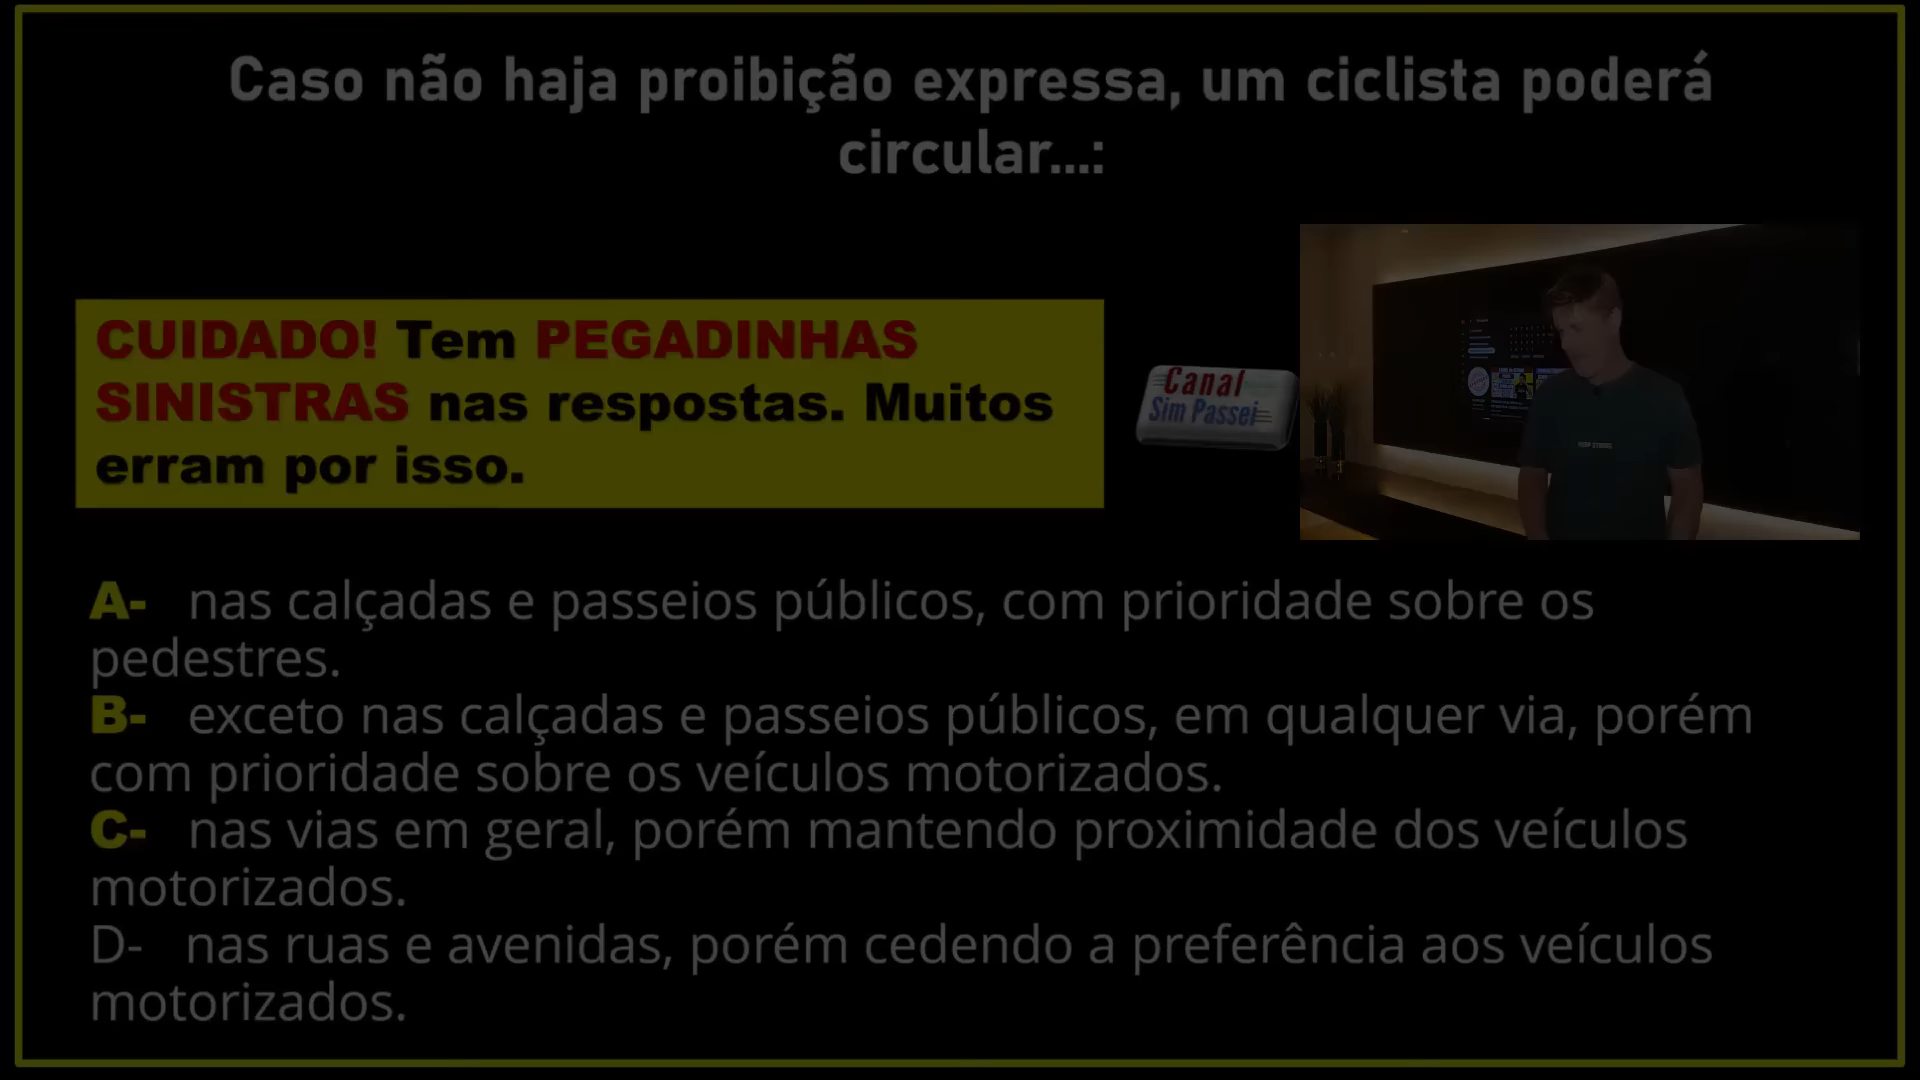 Caso não haja proibição expressa, um ciclista poderá
circular...:
CUIDADO! Tem PEGADINHAS
SINISTRAS nas respostas. Muitos
erram por isso.
Canal
Sim Passei
KEEP STRONG
A- nas calçadas e passeios públicos, com prioridade sobre os
pedestres.
B- exceto nas calçadas e passeios públicos, em qualquer via, porém
com prioridade sobre os veículos motorizados.
C- nas vias em geral, porém mantendo proximidade dos veículos
motorizados.
D- nas ruas e avenidas, porém cedendo a preferência aos veículos
motorizados.